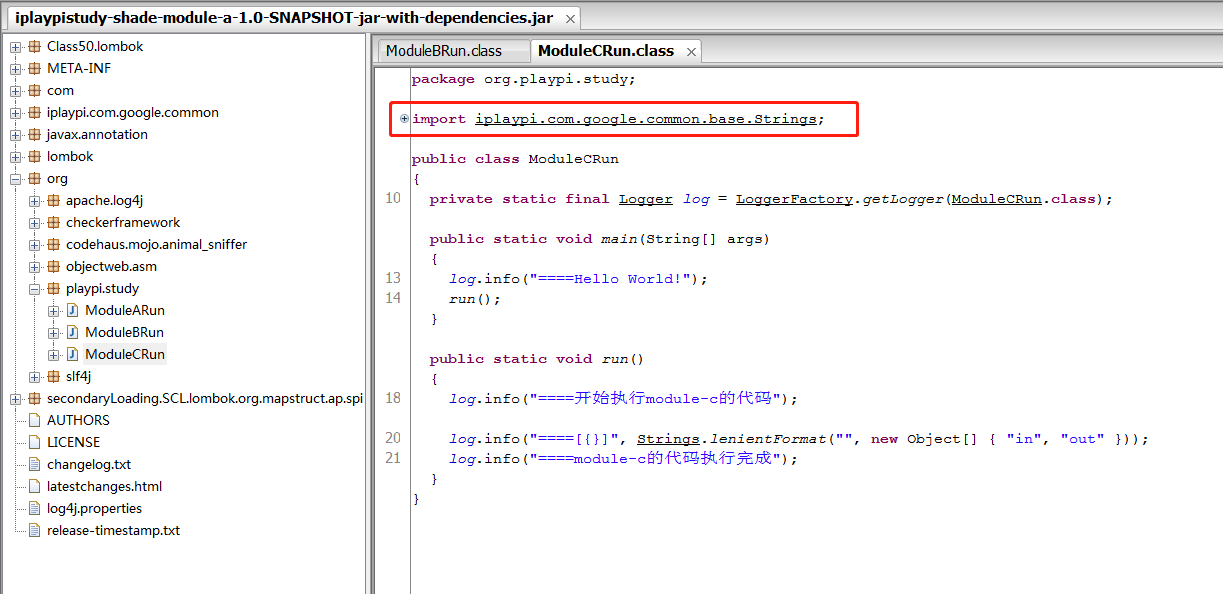 iplaypistudy-shade-module-a-1.0-SNAPSHOT-jar-with-dependencies.jar
Class50.lombok
META-INF
com
iplaypi.com.google.common
javax.annotation
lombok
org
apache.log4j
checkerframework
codehaus.mojo.animal_sniffer
objectweb.asm
playpi.study
ModuleARun
ModuleBRun
ModuleCRun
slf4j
secondaryLoading.SCL.lombok.org.mapstruct.ap.spi
AUTHORS
LICENSE
changelog.txt
latestchanges.html
log4j.properties
release-timestamp.txt
ModuleBRun.class
ModuleCRun.class
package org.playpi.study;
import iplaypi.com.google.common.base.Strings;
public class ModuleCRun
{
10 private static final Logger log = LoggerFactory.getLogger(ModuleCRun.class);
public static void main(String[] args)
{
13 log.info("====Hello World!");
14 run();
}
public static void run()
{
18 log.info("====开始执行module-c的代码");
20 log.info("====[{}]", Strings.lenientFormat("", new Object[] { "in", "out" }));
21 log.info("====module-c的代码执行完成");
}
}